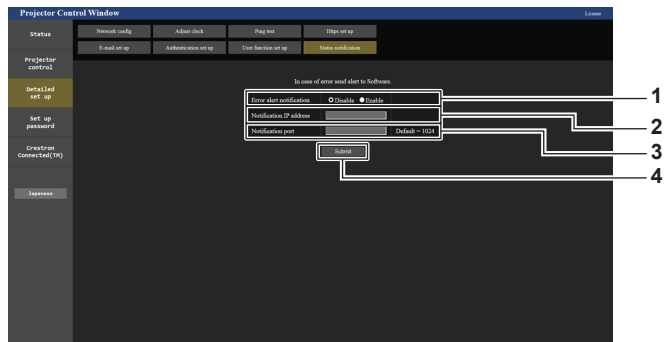 Projector Control Window
License
Status
Projector control
Detailed set up
Set up password
Crestron Connected(TM)
Japanese
Network config
Adjust clock
Ping test
Https set up
E-mail set up
Authentication set up
User function set up
Status notification
In case of error send alert to Software.
Error alert notification Disable Enable
Notification IP address
Notification port Default = 1024
Submit
1
2
3
4